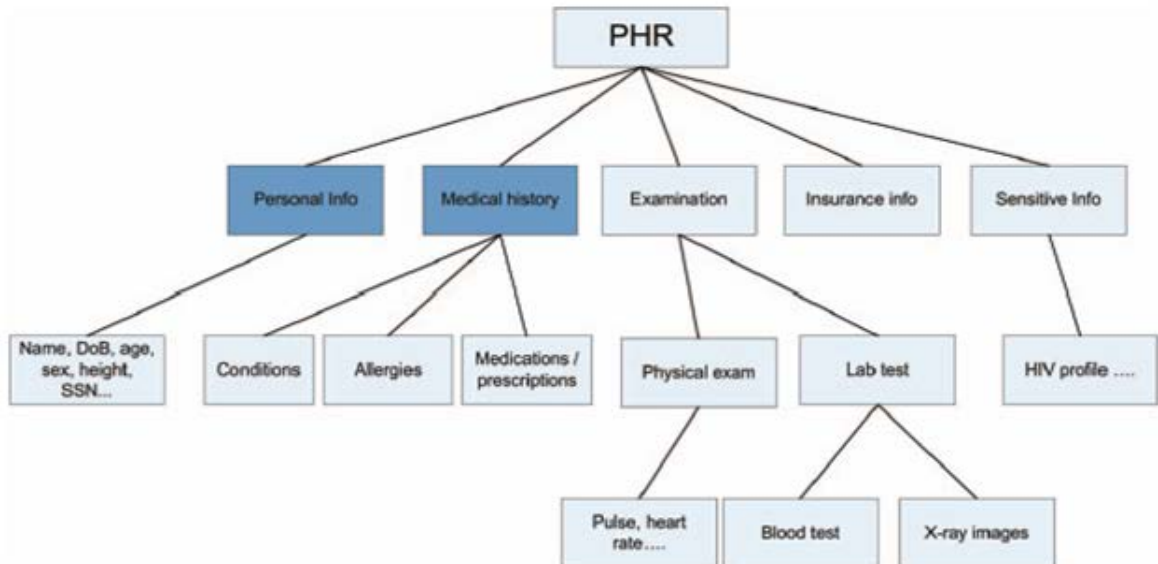 PHR
Personal Info
Medical history
Examination
Insurance info
Sensitive Info
Name, DoB, age,
sex, height,
SSN...
Conditions
Allergies
Medications /
prescriptions
Physical exam
Lab test
HIV profile ....
Pulse, heart
rate....
Blood test
X-ray images